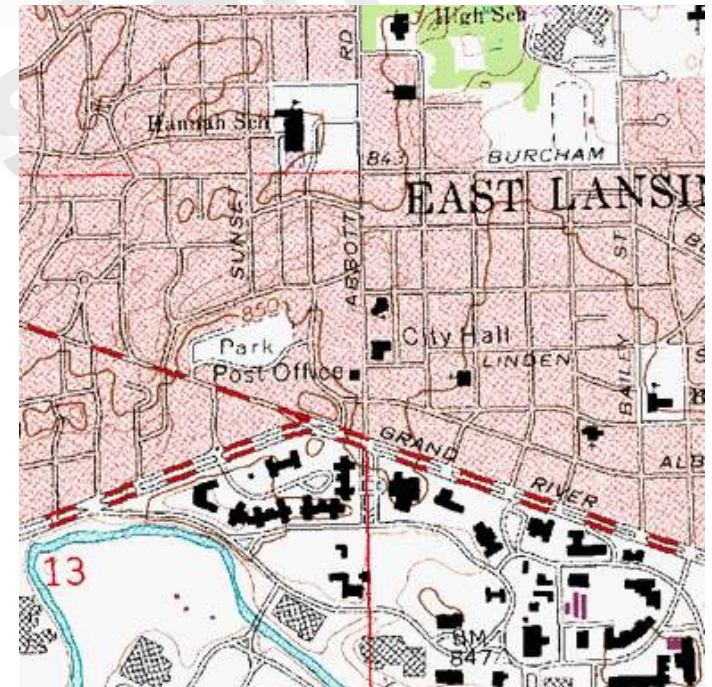 High Sch
RD
Hannah Sch
843
BURCHAM
EAST LANSIN
SUNSET
ABBOTT
ST
850
City Hall
Park
LINDEN
BAILEY
Post Office
GRAND
ALB
RIVER
13
BM
847